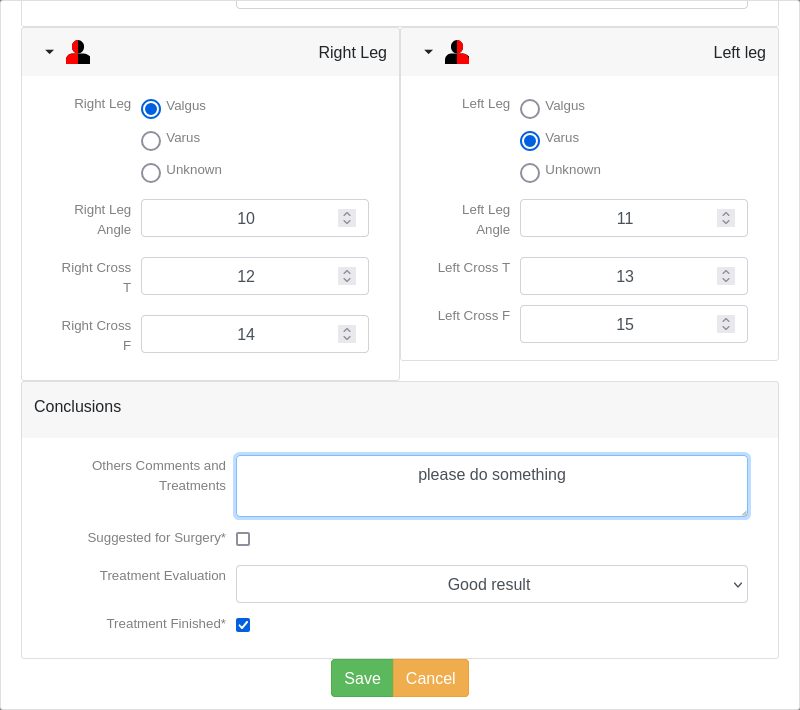 Right Leg
Left leg
Right Leg
Valgus
Varus
Unknown
Right Leg
Angle
10
Right Cross
T
12
Right Cross
F
14
Left Leg
Valgus
Varus
Unknown
Left Leg
Angle
11
Left Cross T
13
Left Cross F
15
Conclusions
Others Comments and
Treatments
please do something
Suggested for Surgery*
Treatment Evaluation
Good result
Treatment Finished*
Save
Cancel